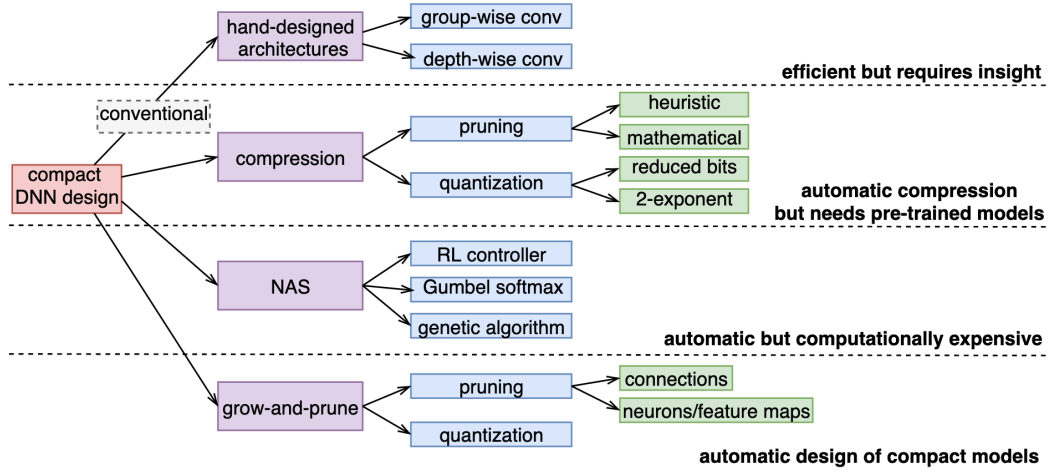 hand-designed
architectures
group-wise conv
depth-wise conv
efficient but requires insight
conventional
compact
DNN design
compression
pruning
quantization
heuristic
mathematical
reduced bits
2-exponent
automatic compression
but needs pre-trained models
NAS
RL controller
Gumbel softmax
genetic algorithm
automatic but computationally expensive
grow-and-prune
pruning
quantization
connections
neurons/feature maps
automatic design of compact models